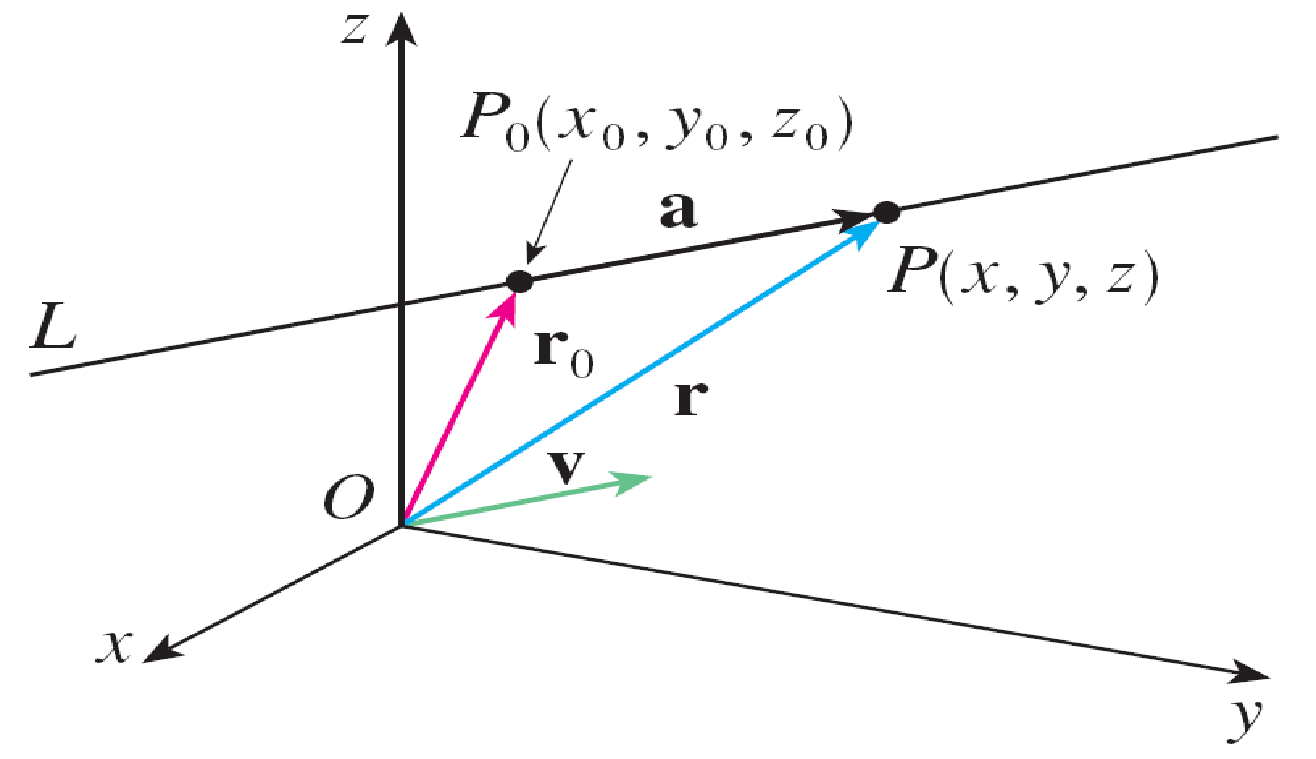 z
P₀(x₀, y₀, z₀)
a
P(x, y, z)
L
r₀
r
v
O
x
y